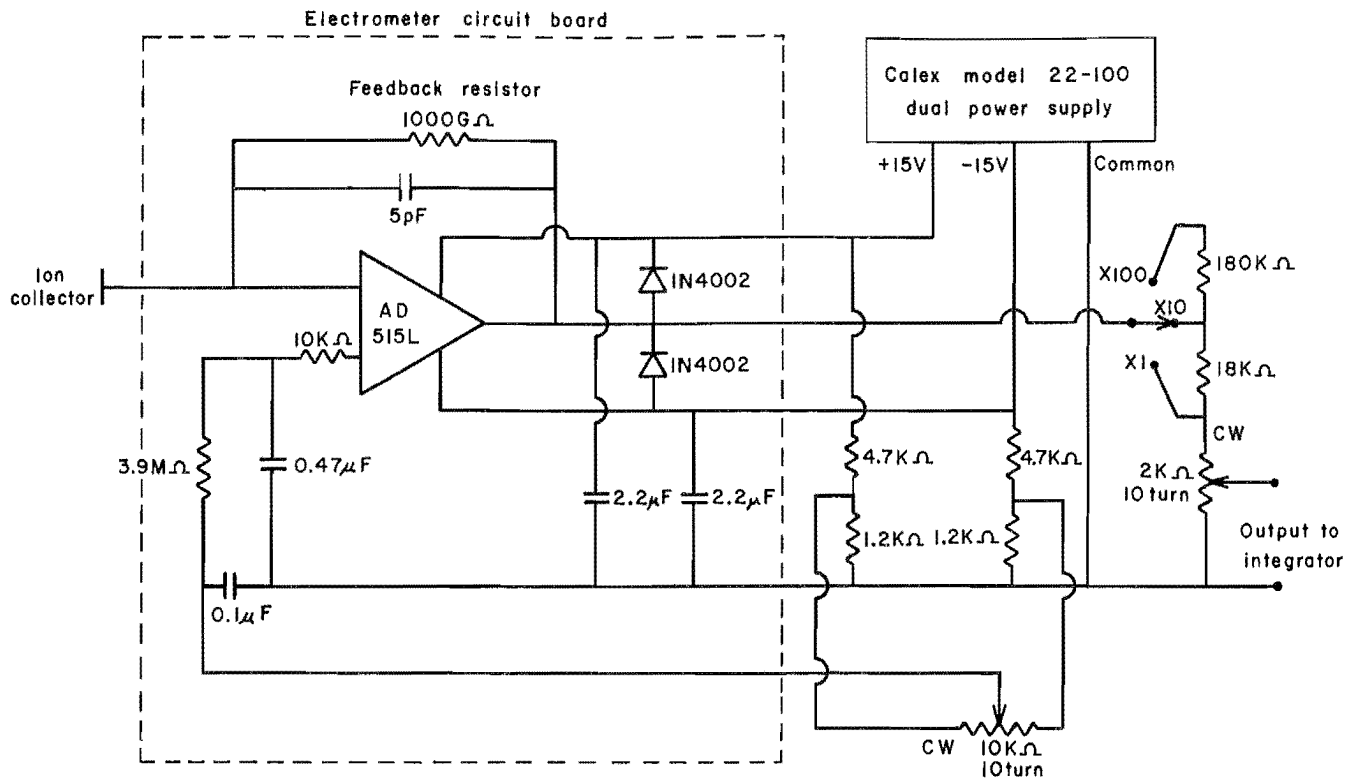 Electrometer circuit board
Calex model 22-100
dual power supply
Feedback resistor
1000GΩ
+15V
-15V
Common
5pF
Ion
collector
X100
180KΩ
1N4002
X10
AD
515L
10KΩ
1N4002
X1
18KΩ
CW
3.9MΩ
0.47μF
4.7KΩ
4.7KΩ
2KΩ
10 turn
2.2μF
2.2μF
1.2KΩ
1.2KΩ
Output to
integrator
0.1μF
CW
10KΩ
10turn